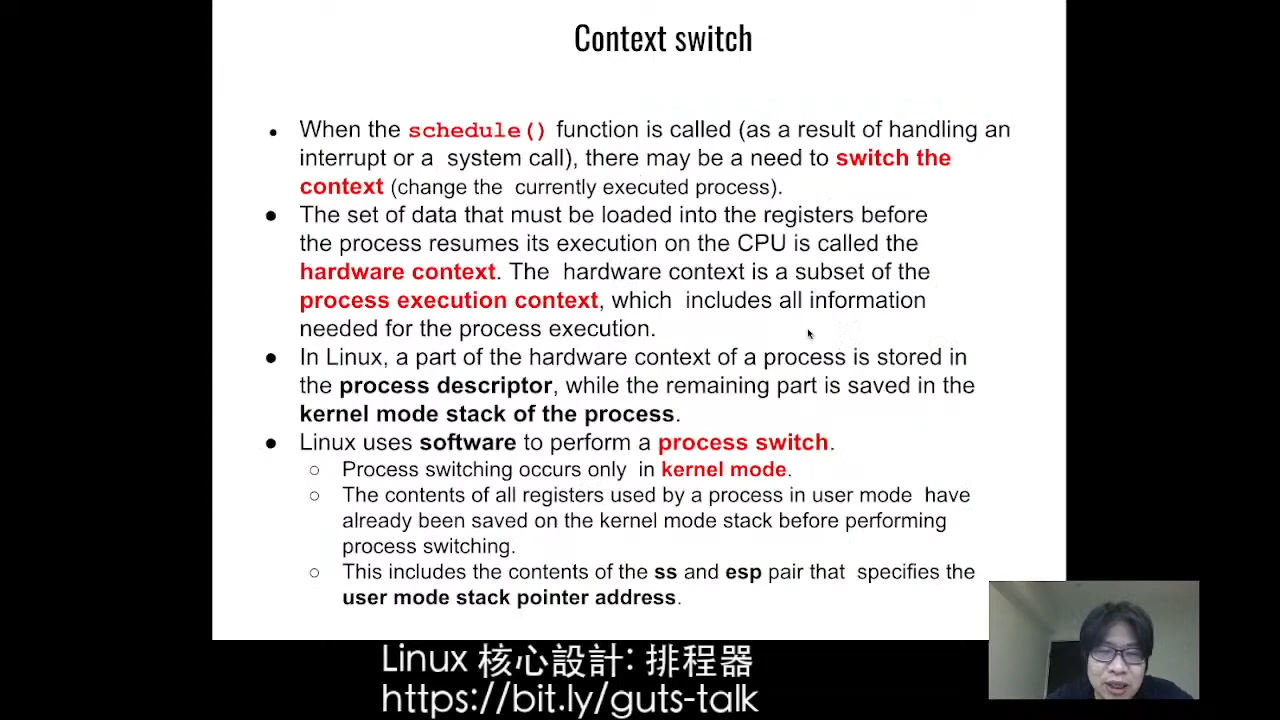 Context switch
● When the schedule() function is called (as a result of handling an
interrupt or a system call), there may be a need to switch the
context (change the currently executed process).
● The set of data that must be loaded into the registers before
the process resumes its execution on the CPU is called the
hardware context. The hardware context is a subset of the
process execution context, which includes all information
needed for the process execution.
● In Linux, a part of the hardware context of a process is stored in
the process descriptor, while the remaining part is saved in the
kernel mode stack of the process.
● Linux uses software to perform a process switch.
○ Process switching occurs only in kernel mode.
○ The contents of all registers used by a process in user mode have
already been saved on the kernel mode stack before performing
process switching.
○ This includes the contents of the ss and esp pair that specifies the
user mode stack pointer address.
Linux 核心設計: 排程器
https://bit.ly/guts-talk